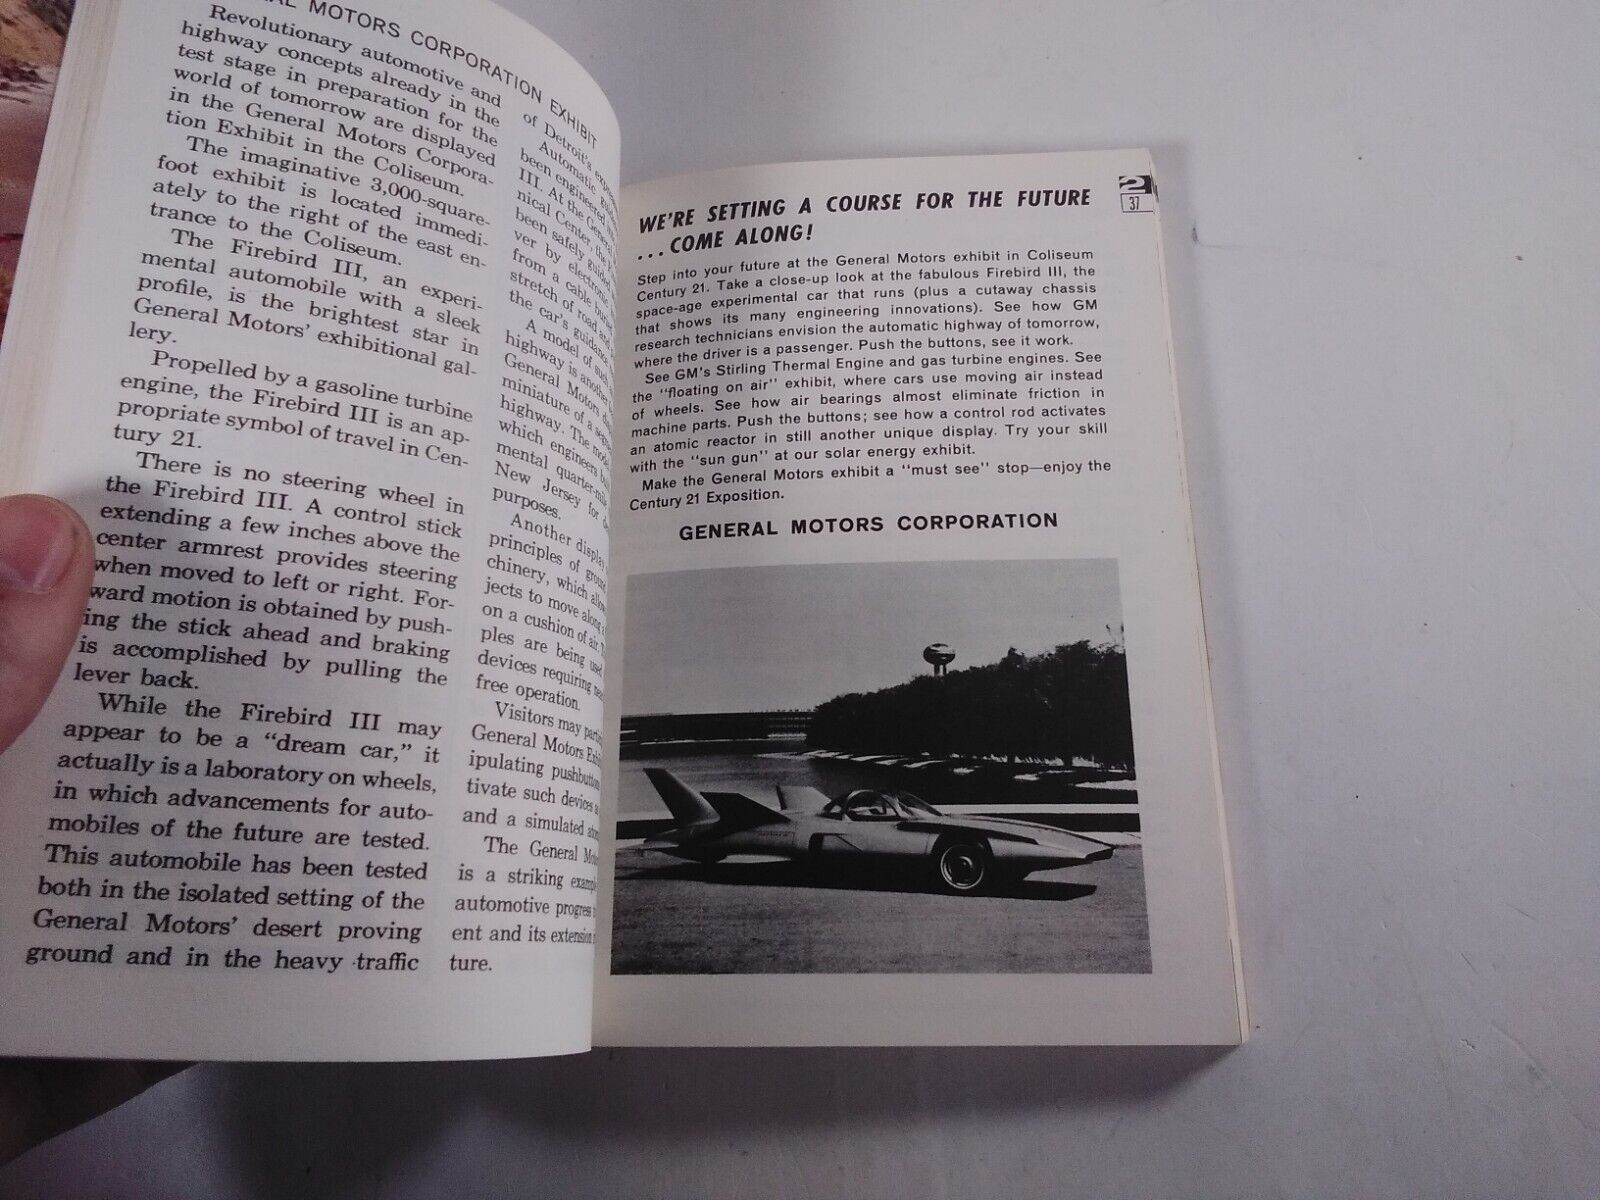 AL MOTORS CORPORATION EXHIBIT
Revolutionary automotive and
highway concepts already in the
test stage in preparation for the
world of tomorrow are displayed
in the General Motors Corpora-
tion Exhibit in the Coliseum.
The imaginative 3,000-square-
foot exhibit is located immedi-
ately to the right of the east en-
trance to the Coliseum.
The Firebird III, an experi-
mental automobile with a sleek
profile, is the brightest star in
General Motors' exhibitional gal-
lery.
Propelled by a gasoline turbine
engine, the Firebird III is an ap-
propriate symbol of travel in Cen-
tury 21.
There is no steering wheel in
the Firebird III. A control stick
extending a few inches above the
center armrest provides steering
when moved to left or right. For-
ward motion is obtained by push-
ing the stick ahead and braking
is accomplished by pulling the
lever back.
While the Firebird III may
appear to be a "dream car," it
actually is a laboratory on wheels,
in which advancements for auto-
mobiles of the future are tested.
This automobile has been tested
both in the isolated setting of the
General Motors' desert proving
ground and in the heavy traffic
of Detroit's
Automatic
been engineered
III. At the General
nical Center, the
been safely guided
ver by electronic
from a cable buried
stretch of road and
the car's guidance
A model of such
highway is another
General Motors
miniature of a
highway. The model
which engineers
mental quarter-mile
New Jersey for
purposes.
Another display
principles of ground
chinery, which
jects to move along a
on a cushion of air.
ples are being used
devices requiring
free operation.
Visitors may
General Motors
ipulating pushbutton
tivate such devices
and a simulated
The General
is a striking
automotive progress
ent and its extension
ture.
2
37
WE'RE SETTING A COURSE FOR THE FUTURE
...COME ALONG!
Step into your future at the General Motors exhibit in Coliseum
Century 21. Take a close-up look at the fabulous Firebird III, the
space-age experimental car that runs (plus a cutaway chassis
that shows its many engineering innovations). See how GM
research technicians envision the automatic highway of tomorrow,
where the driver is a passenger. Push the buttons, see it work.
See GM's Stirling Thermal Engine and gas turbine engines. See
the "floating on air" exhibit, where cars use moving air instead
of wheels. See how air bearings almost eliminate friction in
machine parts. Push the buttons; see how a control rod activates
an atomic reactor in still another unique display. Try your skill
with the "sun gun" at our solar energy exhibit.
Make the General Motors exhibit a "must see" stop—enjoy the
Century 21 Exposition.
GENERAL MOTORS CORPORATION